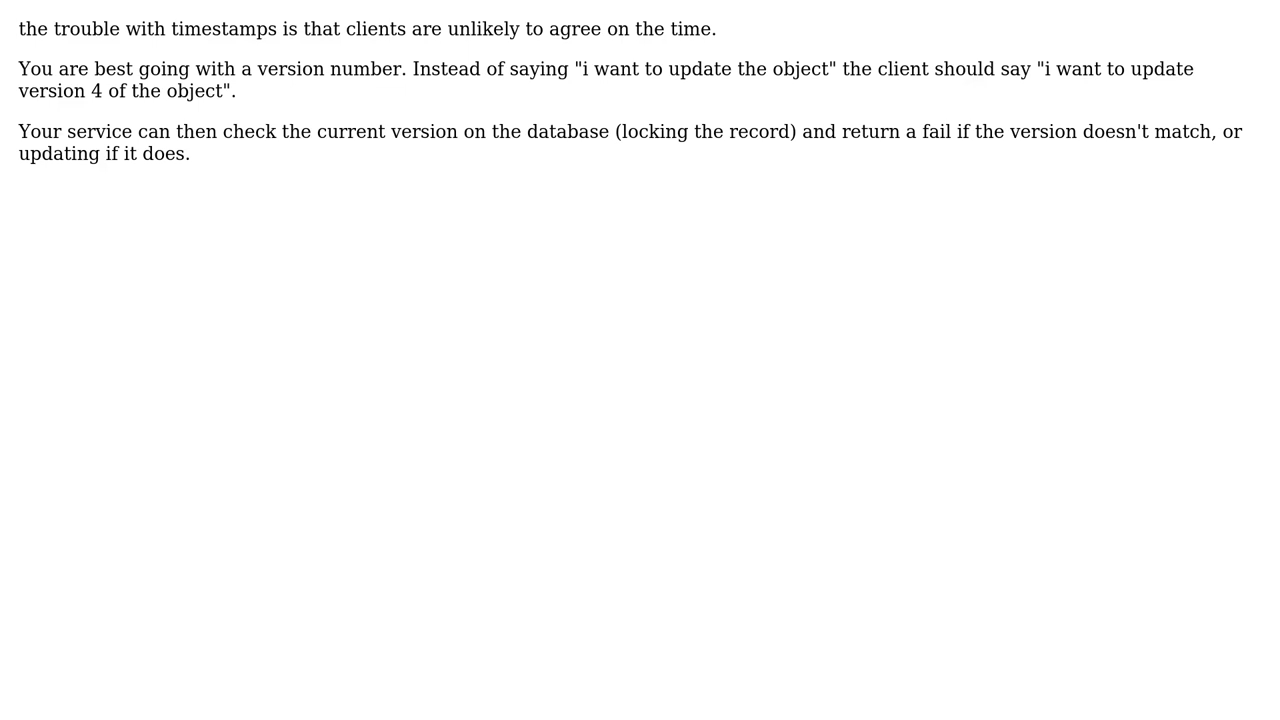 the trouble with timestamps is that clients are unlikely to agree on the time.
You are best going with a version number. Instead of saying "i want to update the object" the client should say "i want to update
version 4 of the object".
Your service can then check the current version on the database (locking the record) and return a fail if the version doesn't match, or
updating if it does.